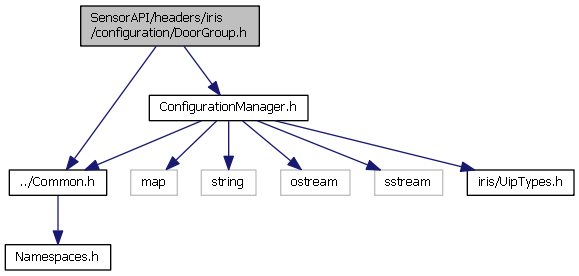 SensorAPI/headers/iris
/configuration/DoorGroup.h
ConfigurationManager.h
../Common.h
map
string
ostream
sstream
iris/UipTypes.h
Namespaces.h